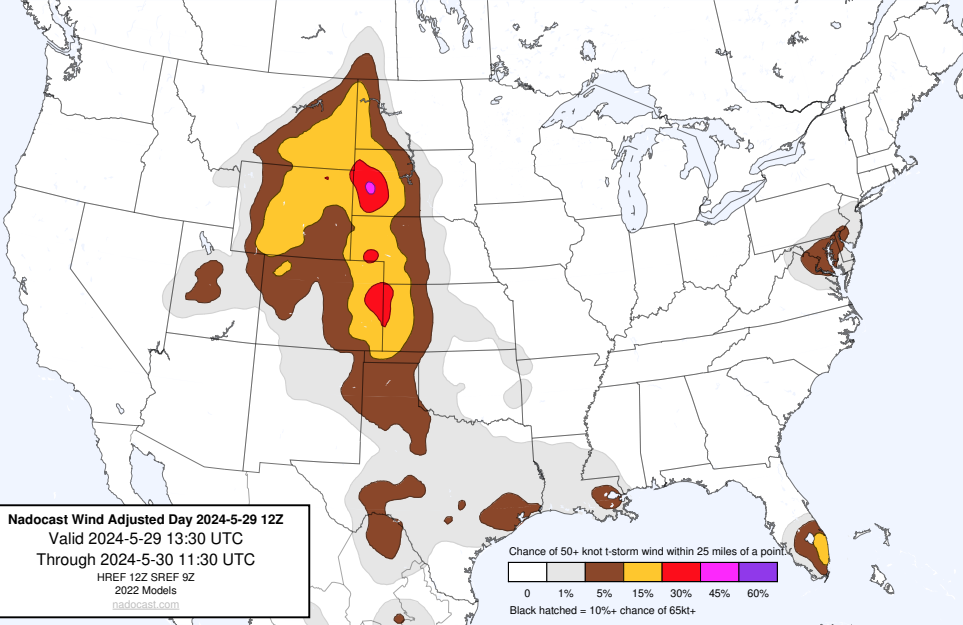 Nadocast Wind Adjusted Day 2024-5-29 12Z
Valid 2024-5-29 13:30 UTC
Through 2024-5-30 11:30 UTC
HREF 12Z SREF 9Z
2022 Models
nadocast.com
Chance of 50+ knot t-storm wind within 25 miles of a point.
0 1% 5% 15% 30% 45% 60%
Black hatched = 10%+ chance of 65kt+